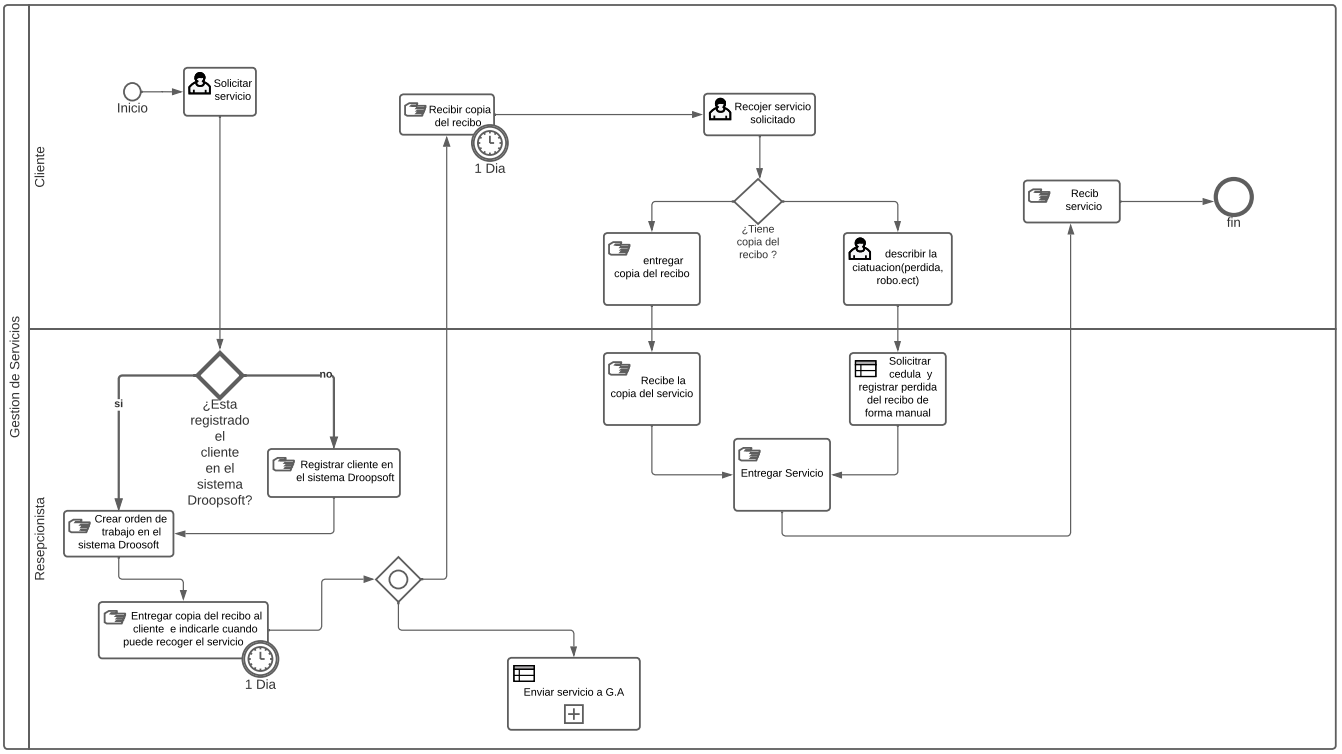 Gestion de Servicios
Cliente
Inicio
Solicitar
servicio
Recibir copia
del recibo
1 Dia
Recojer servicio
solicitado
¿Tiene
copia del
recibo ?
entregar
copia del recibo
describir la
ciatuacion(perdida,
robo.ect)
Recib
servicio
fin
Resepcionista
si
no
¿Esta
registrado
el
cliente
en el
sistema
Droopsoft?
Registrar cliente en
el sistema Droopsoft
Crear orden de
trabajo en el
sistema Droosoft
Entregar copia del recibo al
cliente e indicarle cuando
puede recoger el servicio
1 Dia
Enviar servicio a G.A
Recibe la
copia del servicio
Solicitrar
cedula y
registrar perdida
del recibo de
forma manual
Entregar Servicio